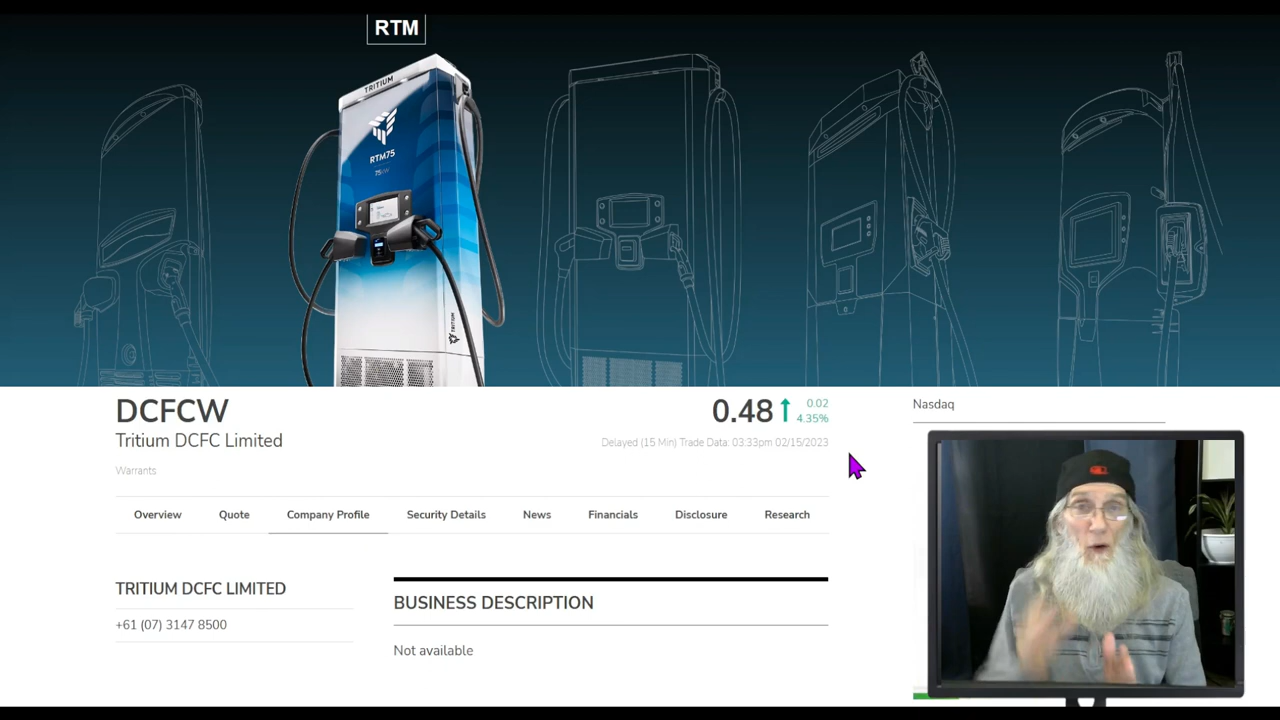 RTM
TRITIUM
RTM75
75kW
TRITIUM
DCFCW
0.48
0.02
4.35%
Nasdaq
Tritium DCFC Limited
Delayed (15 Min) Trade Data: 03:33pm 02/15/2023
Warrants
Overview
Quote
Company Profile
Security Details
News
Financials
Disclosure
Research
TRITIUM DCFC LIMITED
BUSINESS DESCRIPTION
+61 (07) 3147 8500
Not available